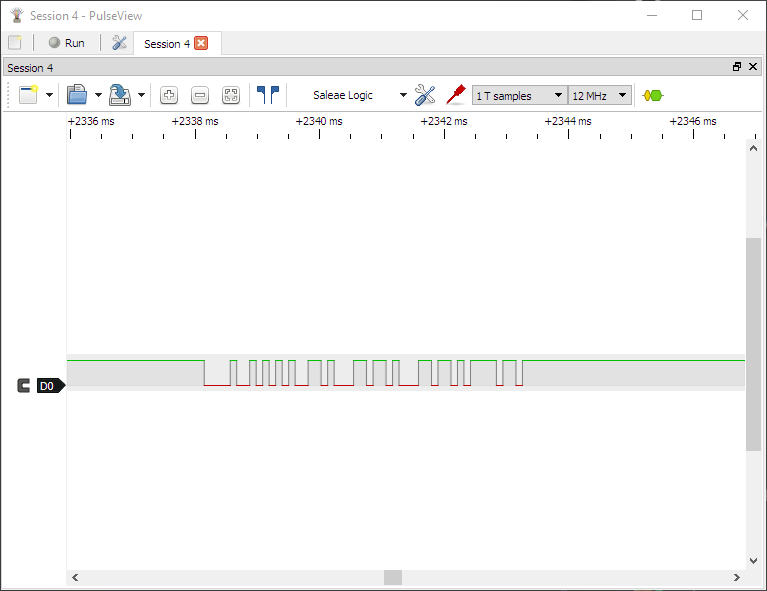 Session 4 - PulseView
Run
Session 4
Session 4
Saleae Logic
1 T samples
12 MHz
+2336 ms +2338 ms +2340 ms +2342 ms +2344 ms +2346 ms
D0